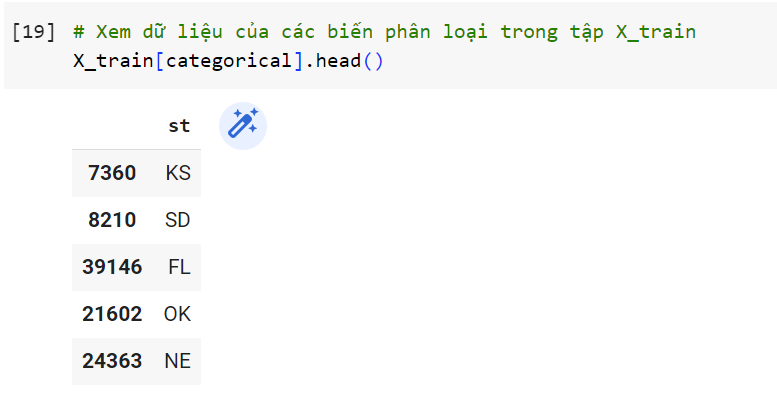 [19] # Xem dữ liệu của các biến phân loại trong tập X_train
X_train[categorical].head()
st
7360 KS
8210 SD
39146 FL
21602 OK
24363 NE